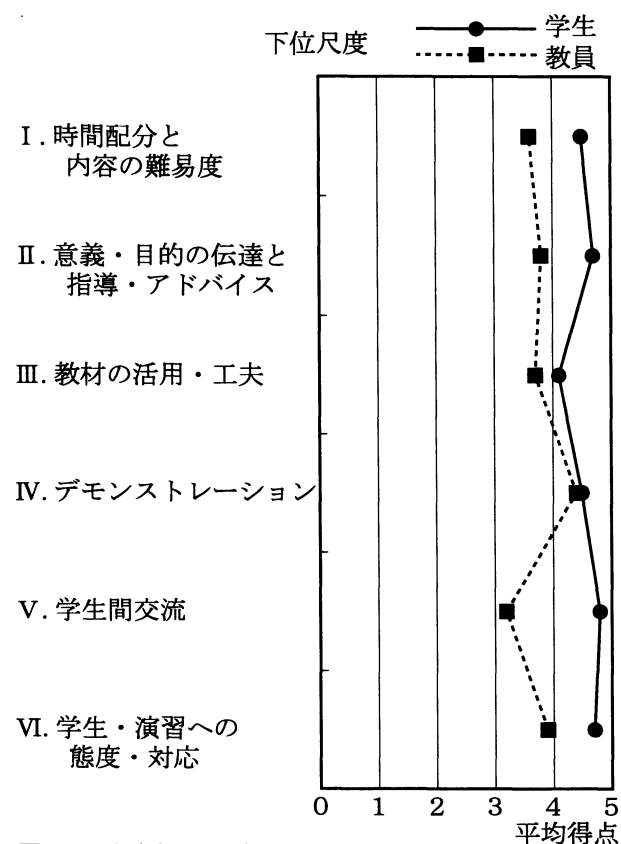 下位尺度
学生
教員
Ⅰ. 時間配分と
内容の難易度
Ⅱ. 意義・目的の伝達と
指導・アドバイス
Ⅲ. 教材の活用・工夫
Ⅳ. デモンストレーション
Ⅴ. 学生間交流
Ⅵ. 学生・演習への
態度・対応
0 1 2 3 4 5
平均得点